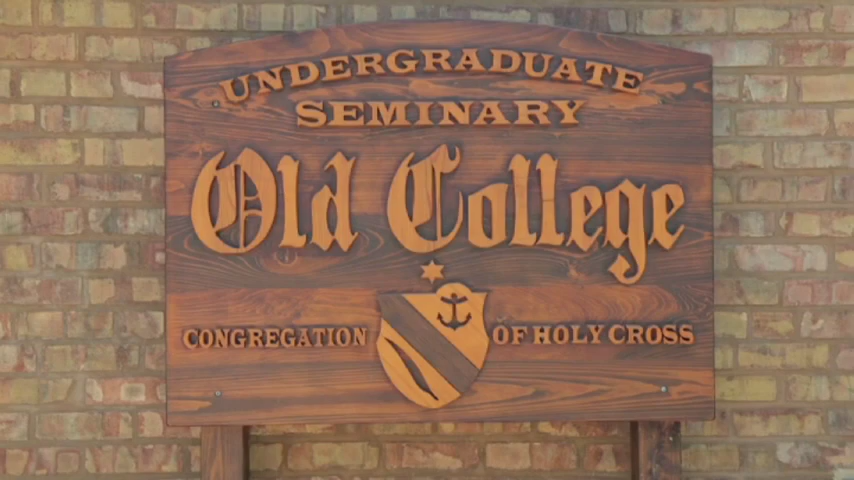 UNDERGRADUATE
SEMINARY
Old College
CONGREGATION OF HOLY CROSS